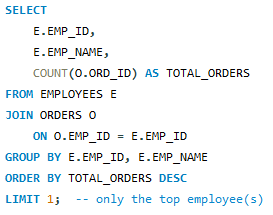 SELECT
    E.EMP_ID,
    E.EMP_NAME,
    COUNT(O.ORD_ID) AS TOTAL_ORDERS
FROM EMPLOYEES E
JOIN ORDERS O
    ON O.EMP_ID = E.EMP_ID
GROUP BY E.EMP_ID, E.EMP_NAME
ORDER BY TOTAL_ORDERS DESC
LIMIT 1;  -- only the top employee(s)